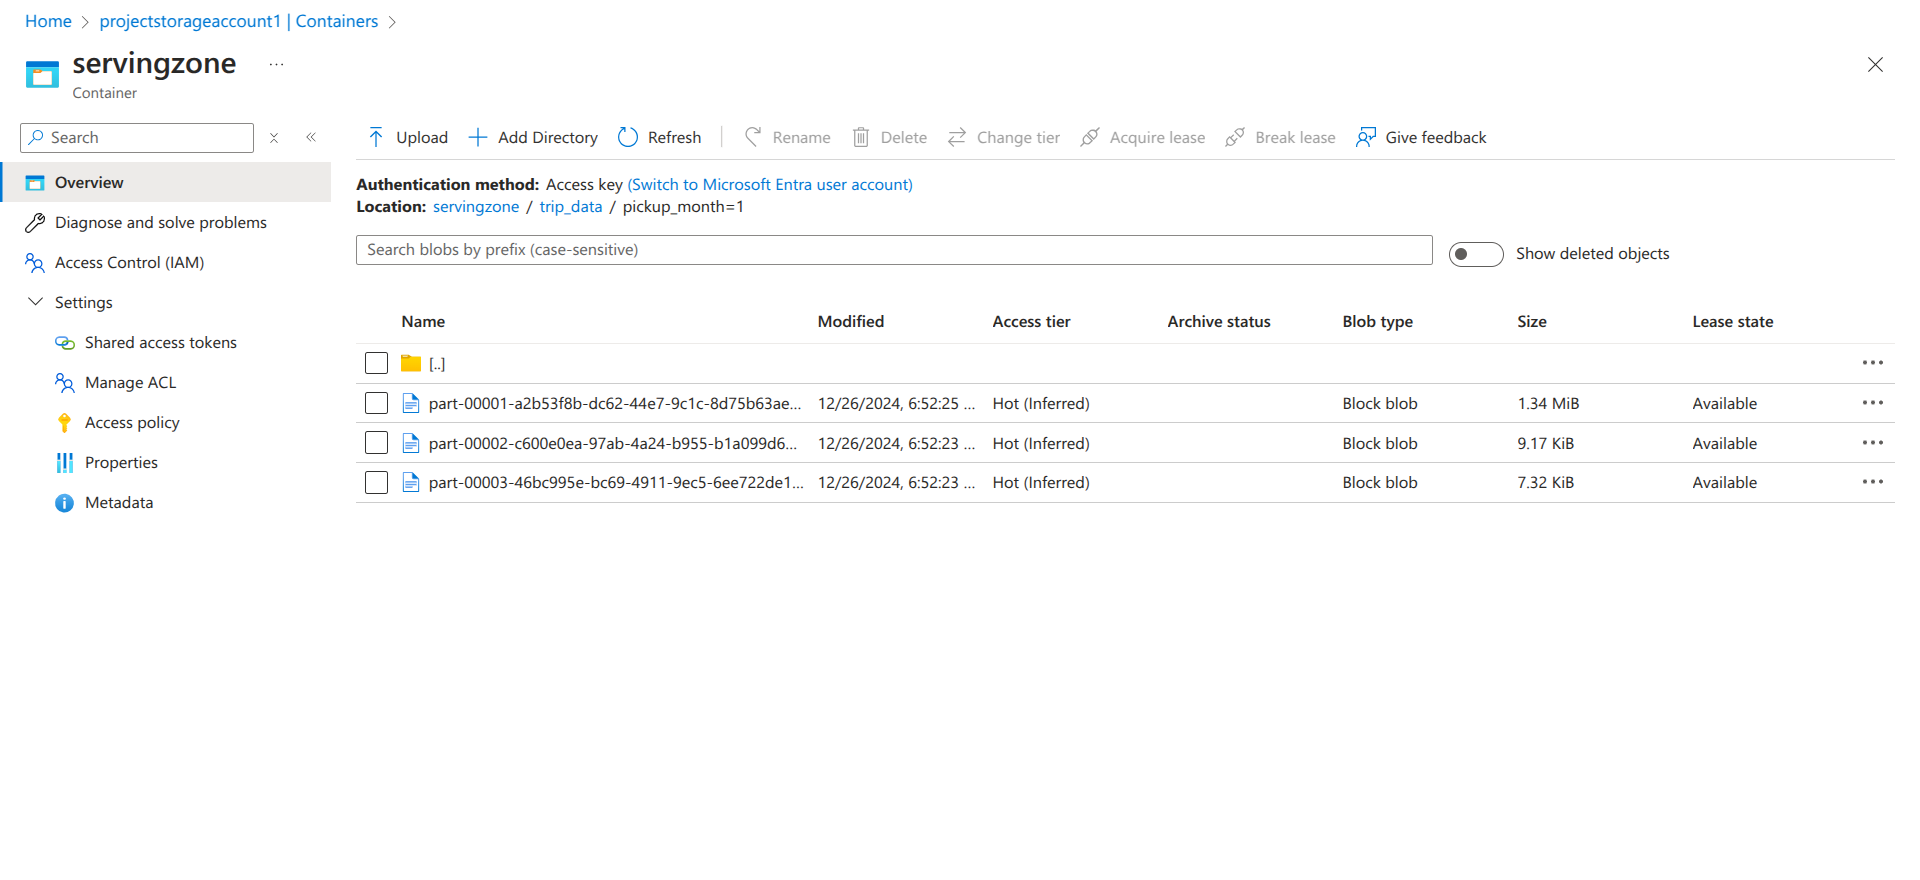 Home > projectstorageaccount1 | Containers >
servingzone ...
Container
Search
Upload Add Directory Refresh Rename Delete Change tier Acquire lease Break lease Give feedback
Overview
Diagnose and solve problems
Access Control (IAM)
Settings
Shared access tokens
Manage ACL
Access policy
Properties
Metadata
Authentication method: Access key (Switch to Microsoft Entra user account)
Location: servingzone / trip_data / pickup_month=1
Search blobs by prefix (case-sensitive)
Show deleted objects
Name Modified Access tier Archive status Blob type Size Lease state
[..]
part-00001-a2b53f8b-dc62-44e7-9c1c-8d75b63ae... 12/26/2024, 6:52:25 ... Hot (Inferred) Block blob 1.34 MiB Available
part-00002-c600e0ea-97ab-4a24-b955-b1a099d6... 12/26/2024, 6:52:23 ... Hot (Inferred) Block blob 9.17 KiB Available
part-00003-46bc995e-bc69-4911-9ec5-6ee722de1... 12/26/2024, 6:52:23 ... Hot (Inferred) Block blob 7.32 KiB Available